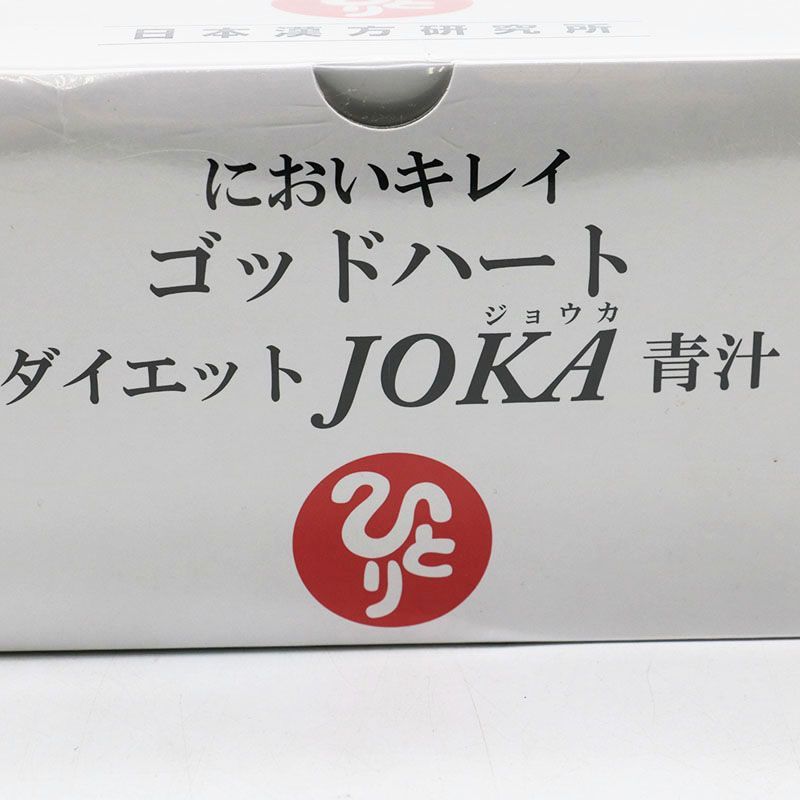 日本漢方研究所
においキレイ
ゴッドハート
ジョウカ
ダイエットJOKA青汁
ひとり